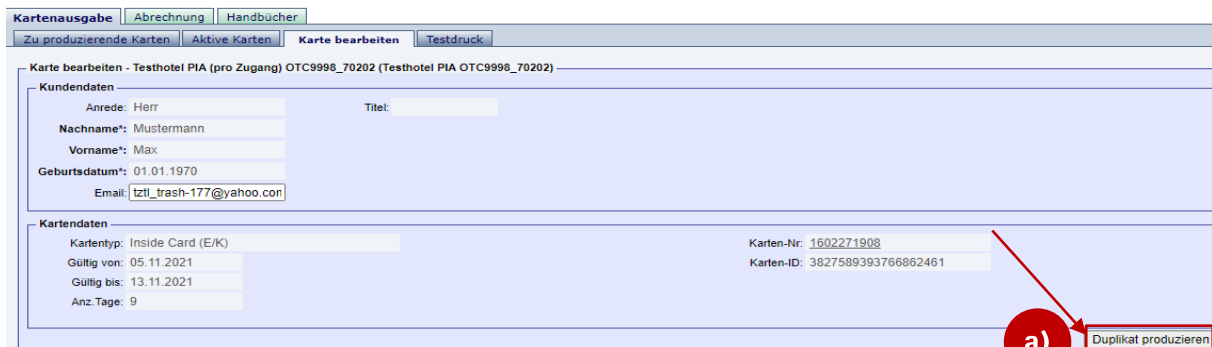 Kartenausgabe Abrechnung Handbücher
Zu produzierende Karten Aktive Karten Karte bearbeiten Testdruck
Karte bearbeiten - Testhotel PIA (pro Zugang) OTC9998_70202 (Testhotel PIA OTC9998_70202)
Kundendaten
Anrede: Herr Titel:
Nachname*: Mustermann
Vorname*: Max
Geburtsdatum*: 01.01.1970
Email: tztl_trash-177@yahoo.con
Kartendaten
Kartentyp: Inside Card (E/K) Karten-Nr: 1602271908
Gültig von: 05.11.2021 Karten-ID: 3827589393766862461
Gültig bis: 13.11.2021
Anz.Tage: 9
a) Duplikat produzieren